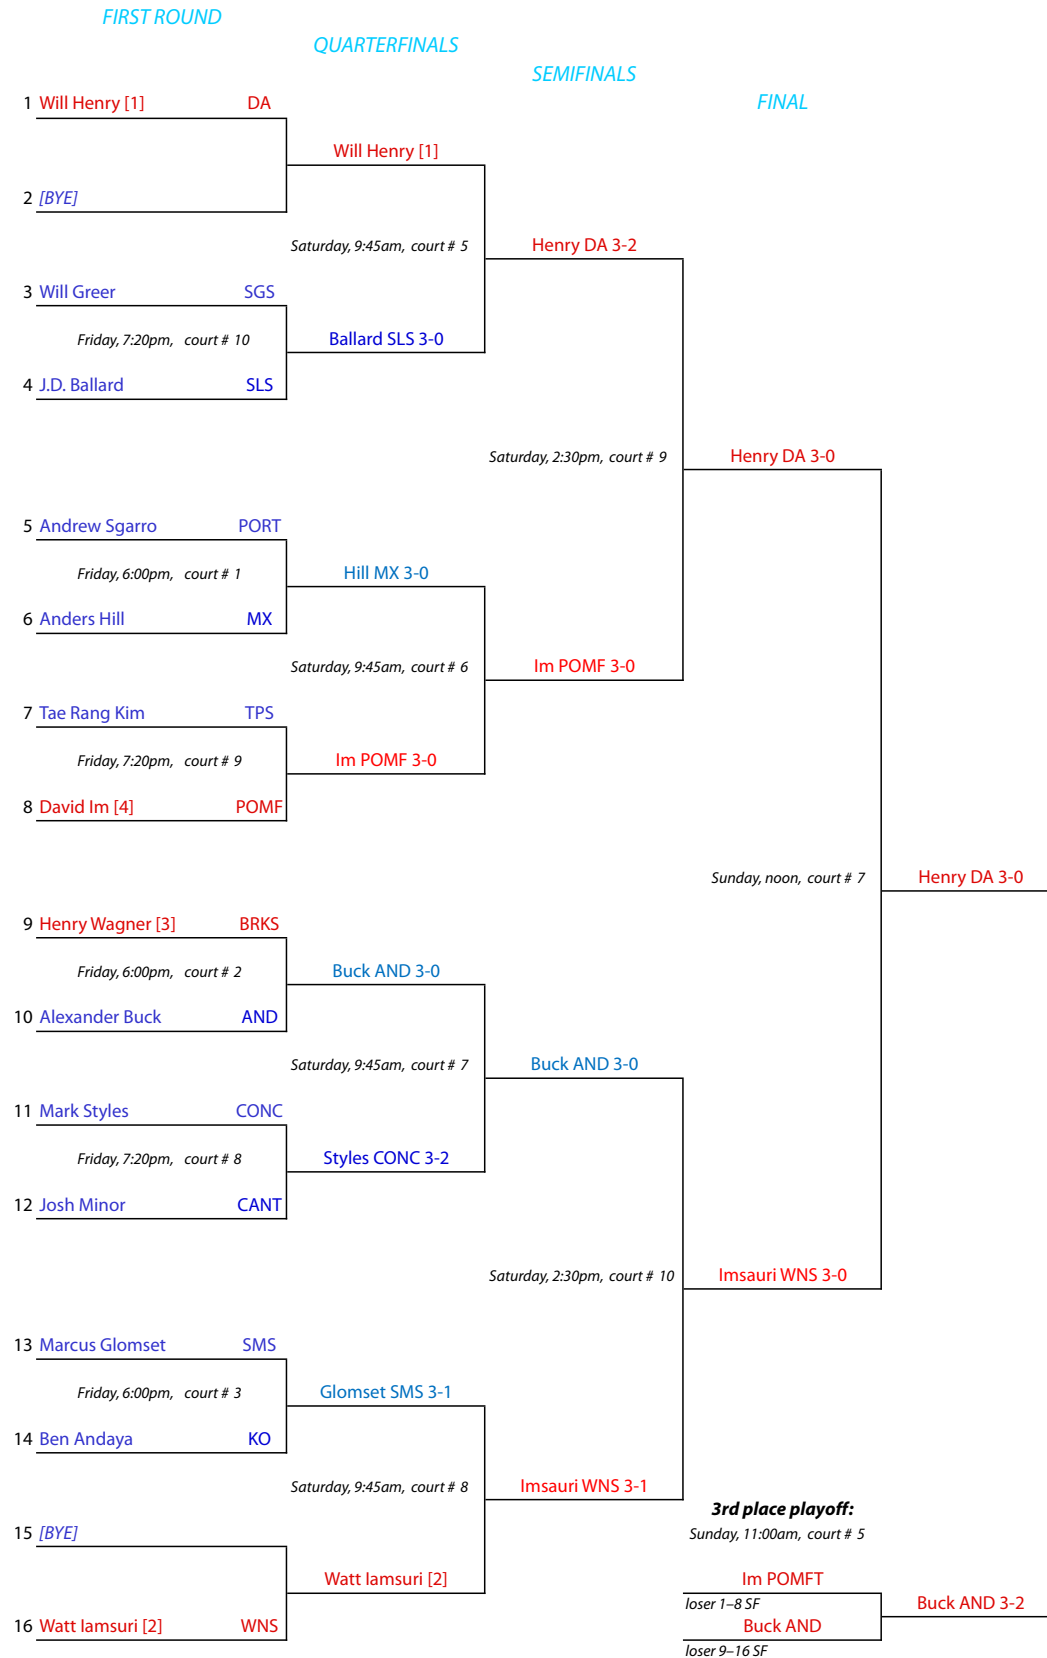 FIRST ROUND
QUARTERFINALS
SEMIFINALS
FINAL
1 Will Henry [1] DA
Will Henry [1]
2 [BYE]
Saturday, 9:45am, court # 5
Henry DA 3-2
3 Will Greer SGS
Friday, 7:20pm, court # 10
Ballard SLS 3-0
4 J.D. Ballard SLS
Saturday, 2:30pm, court # 9
Henry DA 3-0
5 Andrew Sgarro PORT
Friday, 6:00pm, court # 1
Hill MX 3-0
6 Anders Hill MX
Saturday, 9:45am, court # 6
Im POMF 3-0
7 Tae Rang Kim TPS
Friday, 7:20pm, court # 9
Im POMF 3-0
8 David Im [4] POMF
Sunday, noon, court # 7
Henry DA 3-0
9 Henry Wagner [3] BRKS
Friday, 6:00pm, court # 2
Buck AND 3-0
10 Alexander Buck AND
Saturday, 9:45am, court # 7
Buck AND 3-0
11 Mark Styles CONC
Friday, 7:20pm, court # 8
Styles CONC 3-2
12 Josh Minor CANT
Saturday, 2:30pm, court # 10
Imsauri WNS 3-0
13 Marcus Glomset SMS
Friday, 6:00pm, court # 3
Glomset SMS 3-1
14 Ben Andaya KO
Saturday, 9:45am, court # 8
Imsauri WNS 3-1
15 [BYE]
Watt Iamsuri [2]
16 Watt Iamsuri [2] WNS
3rd place playoff:
Sunday, 11:00am, court # 5
Im POMFT
loser 1–8 SF
Buck AND 3-2
Buck AND
loser 9–16 SF